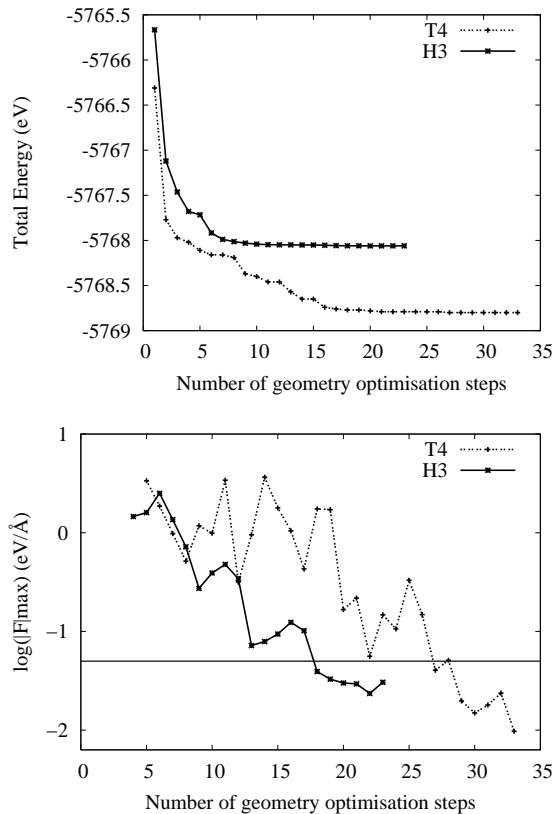 -5765.5
-5766
-5766.5
-5767
-5767.5
-5768
-5768.5
-5769
Total Energy (eV)
T4
H3
0 5 10 15 20 25 30 35
Number of geometry optimisation steps
1
0
-1
-2
log(|F|max) (eV/Å)
T4
H3
0 5 10 15 20 25 30 35
Number of geometry optimisation steps